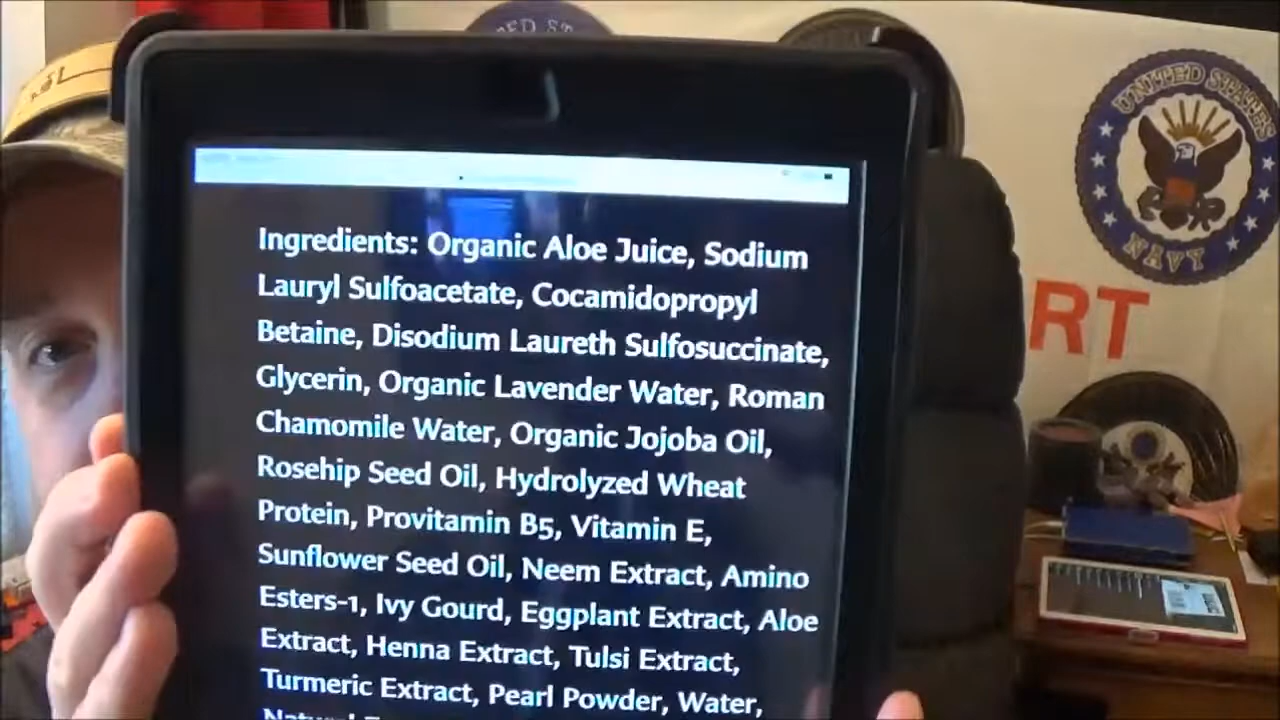 UNITED STATES
NAVY
RT
Ingredients: Organic Aloe Juice, Sodium
Lauryl Sulfoacetate, Cocamidopropyl
Betaine, Disodium Laureth Sulfosuccinate,
Glycerin, Organic Lavender Water, Roman
Chamomile Water, Organic Jojoba Oil,
Rosehip Seed Oil, Hydrolyzed Wheat
Protein, Provitamin B5, Vitamin E,
Sunflower Seed Oil, Neem Extract, Amino
Esters-1, Ivy Gourd, Eggplant Extract, Aloe
Extract, Henna Extract, Tulsi Extract,
Turmeric Extract, Pearl Powder, Water,